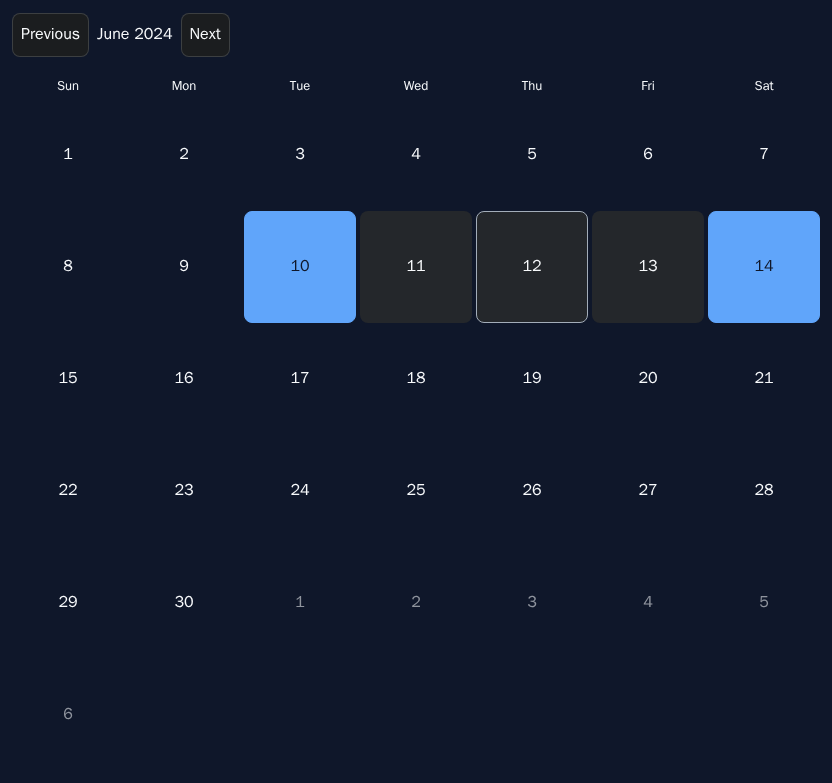 Previous June 2024 Next
Sun Mon Tue Wed Thu Fri Sat
1 2 3 4 5 6 7
8 9 10 11 12 13 14
15 16 17 18 19 20 21
22 23 24 25 26 27 28
29 30 1 2 3 4 5
6